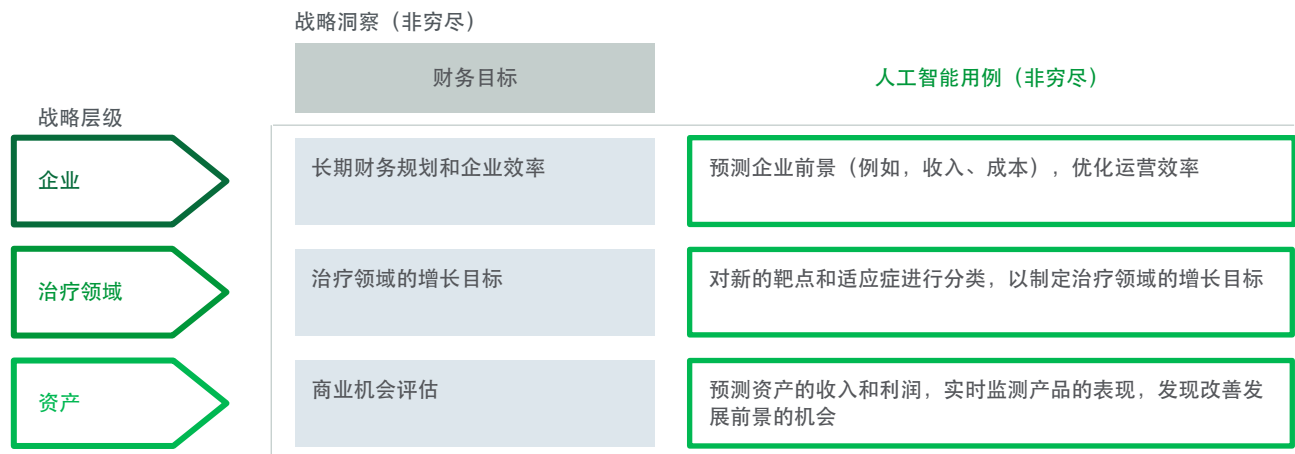 战略洞察（非穷尽）
财务目标
人工智能用例（非穷尽）
战略层级
企业
长期财务规划和企业效率
预测企业前景（例如，收入、成本），优化运营效率
治疗领域
治疗领域的增长目标
对新的靶点和适应症进行分类，以制定治疗领域的增长目标
资产
商业机会评估
预测资产的收入和利润，实时监测产品的表现，发现改善发
展前景的机会